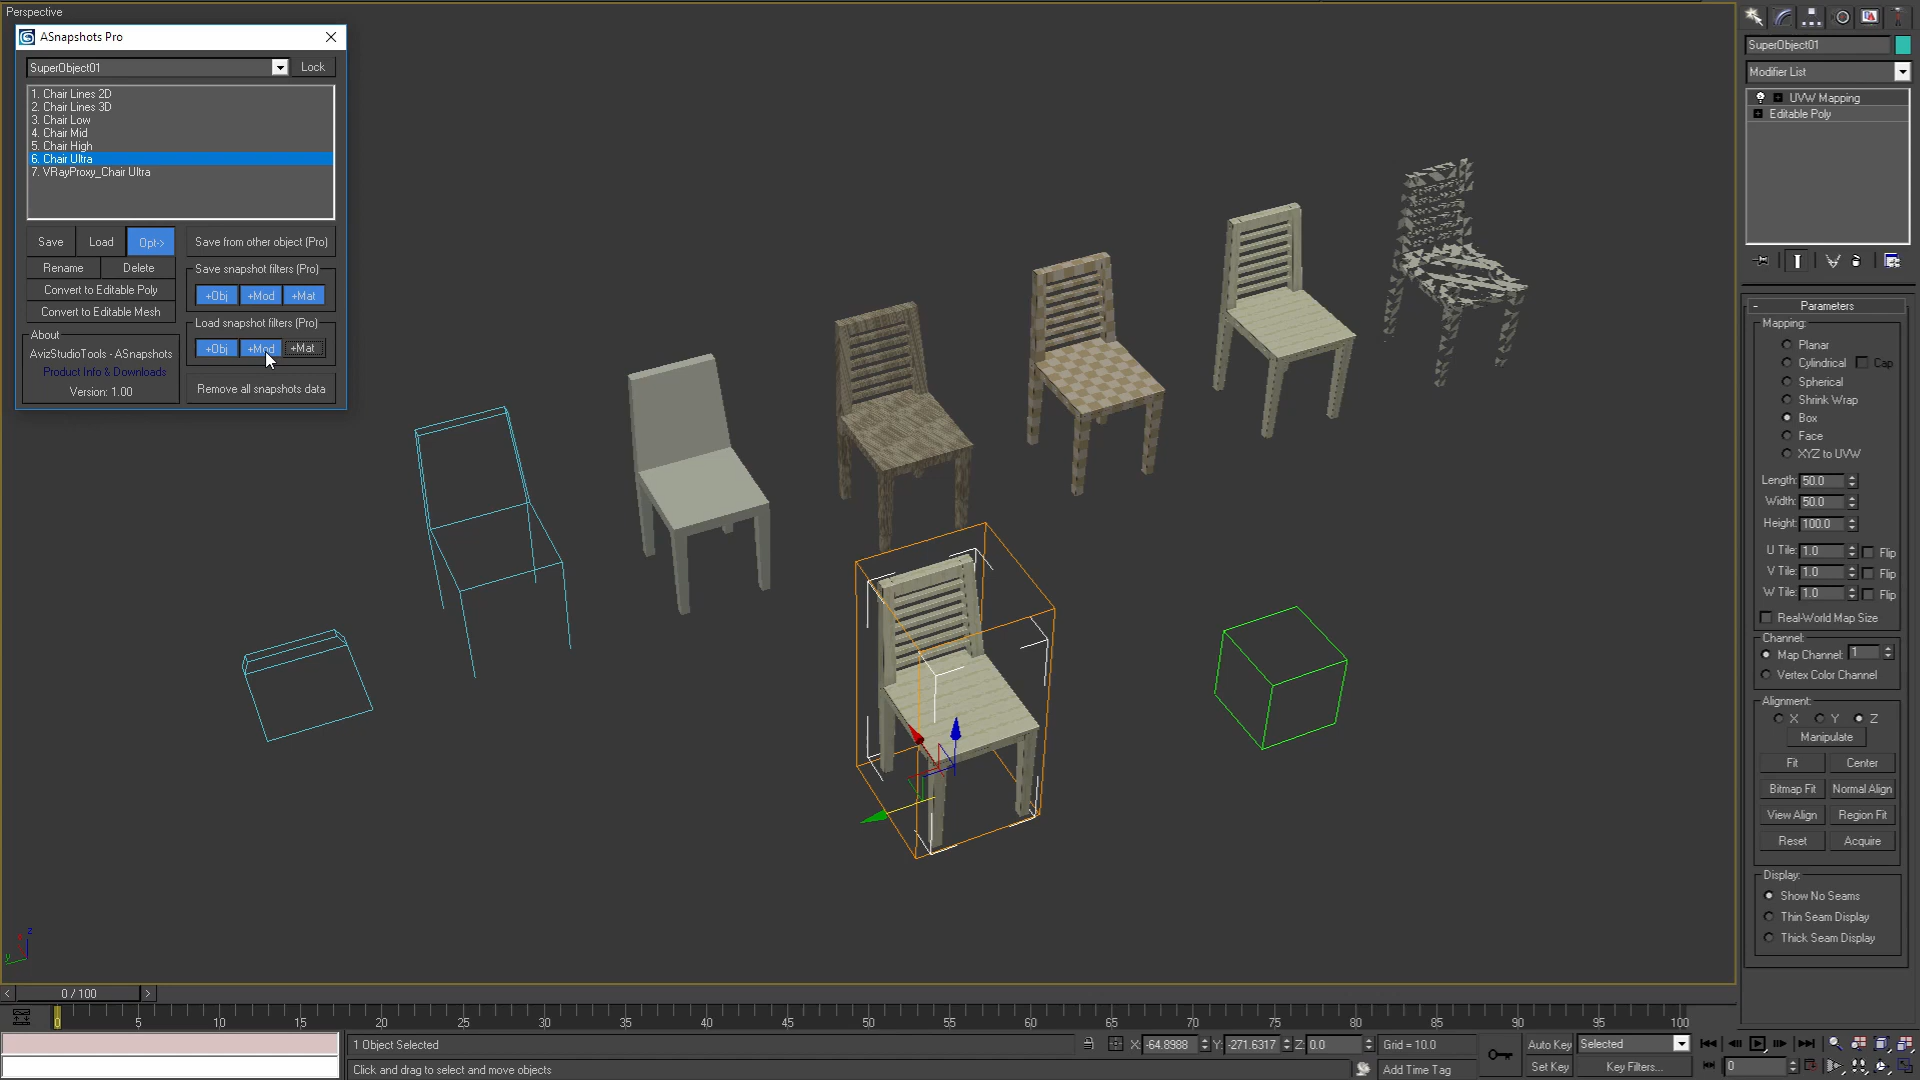 Perspective
ASnapshots Pro
SuperObject01
Lock
1. Chair Lines 2D
2. Chair Lines 3D
3. Chair Low
4. Chair Mid
5. Chair High
6. Chair Ultra
7. VRayProxy_Chair Ultra
Save
Load
Opt->
Save from other object (Pro)
Rename
Delete
Save snapshot filters (Pro)
Convert to Editable Poly
+Obj
+Mod
+Mat
Convert to Editable Mesh
Load snapshot filters (Pro)
About
+Obj
+Mod
+Mat
AvizStudioTools - ASnapshots
Product Info & Downloads
Version: 1.00
Remove all snapshots data
SuperObject01
Modifier List
UVW Mapping
Editable Poly
Parameters
Mapping:
Planar
Cylindrical
Cap
Spherical
Shrink Wrap
Box
Face
XYZ to UVW
Length: 50.0
Width: 50.0
Height: 100.0
U Tile: 1.0 Flip
V Tile: 1.0 Flip
W Tile: 1.0 Flip
Real-World Map Size
Channel:
Map Channel: 1
Vertex Color Channel
Alignment:
X Y Z
Manipulate
Fit Center
Bitmap Fit Normal Align
View Align Region Fit
Reset Acquire
Display:
Show No Seams
Thin Seam Display
Thick Seam Display
z
y
< 0 / 100 >
5 10 15 20 25 30 35 40 45 50 55 60 65 70 75 80 85 90 95 100
1 Object Selected
X: -64.8988 Y: -271.6317 Z: 0.0
Grid = 10.0
Auto Key
Selected
Click and drag to select and move objects
Add Time Tag
Set Key
Key Filters...
0